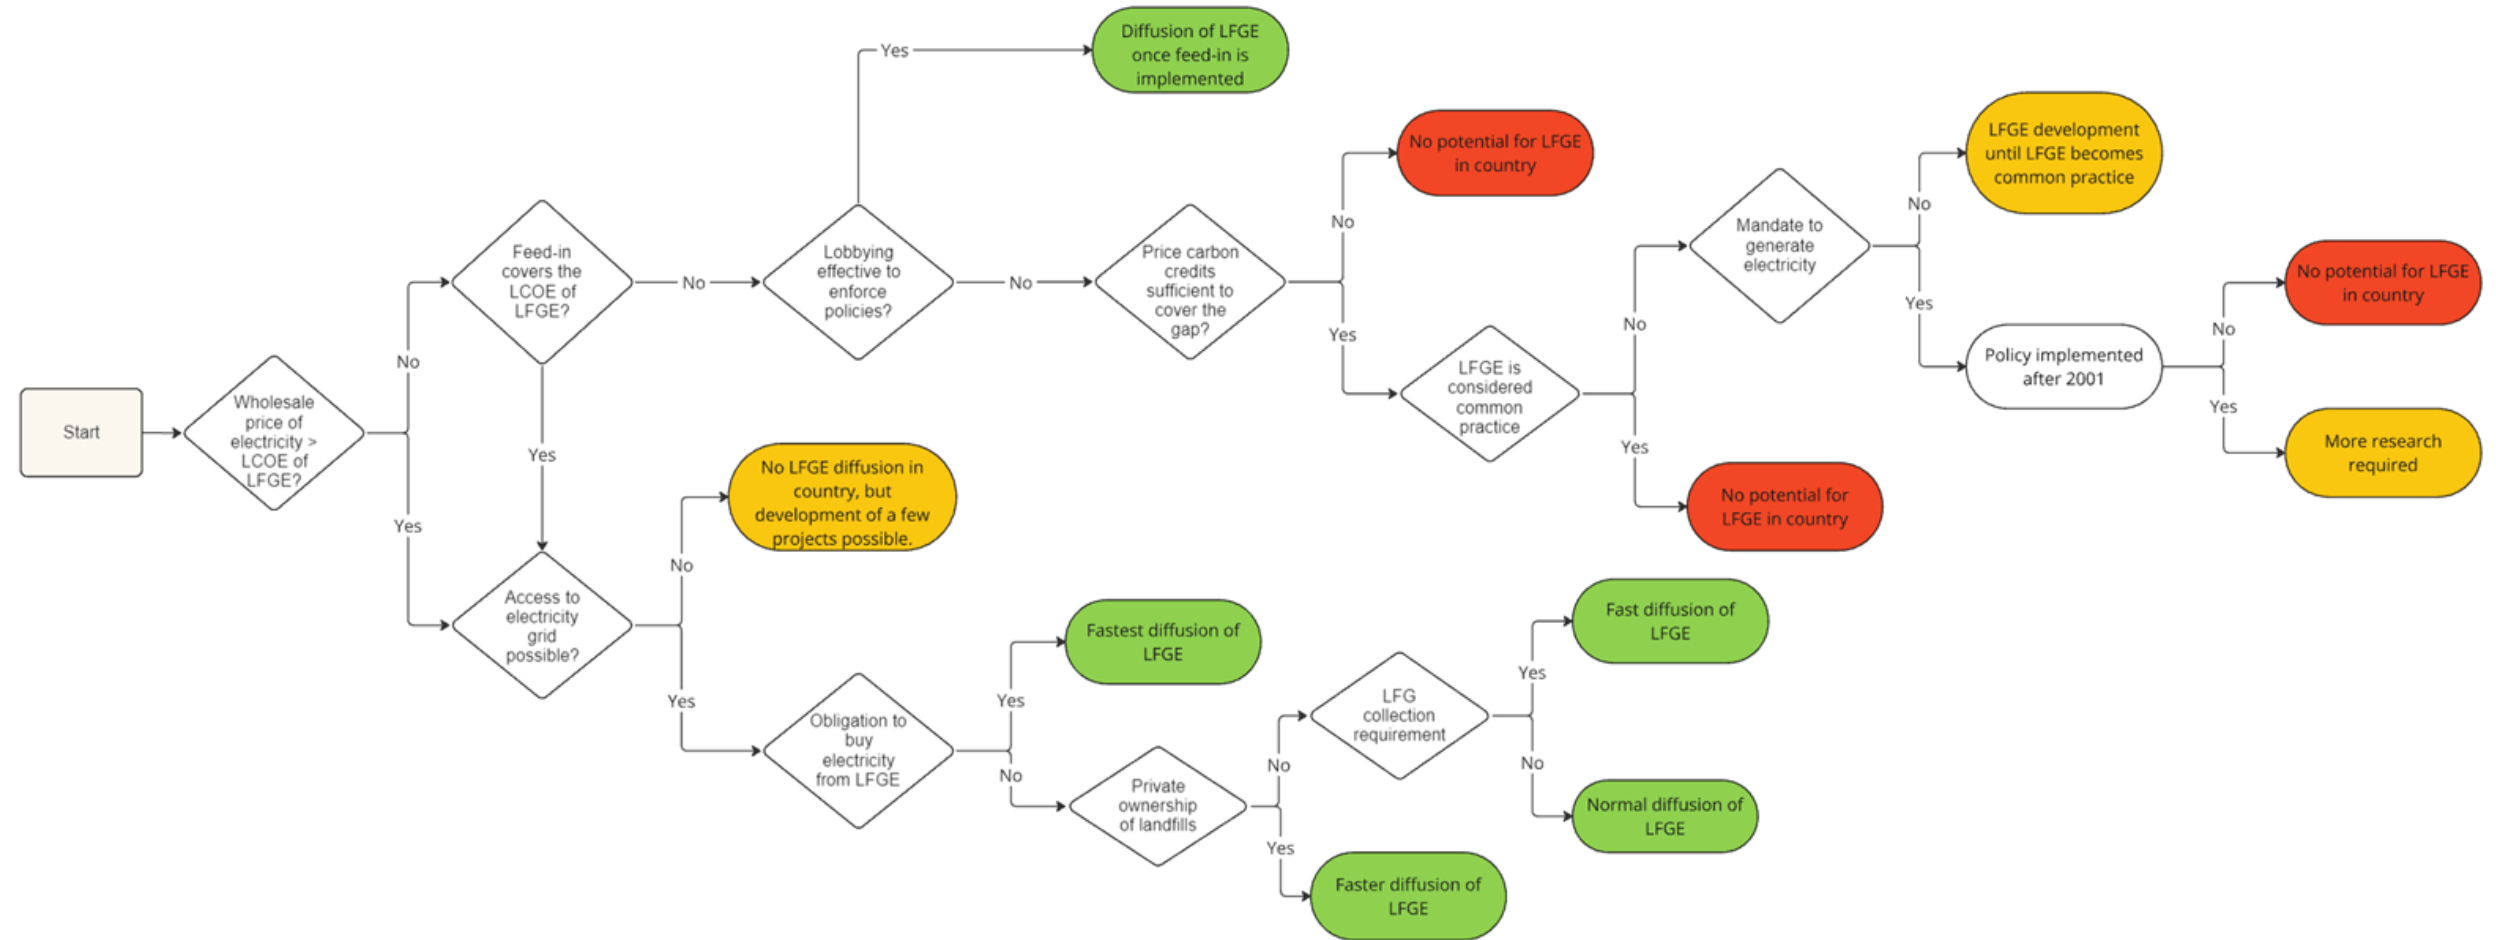 Start
Wholesale
price of
electricity >
LCOE of
LFGE?
No
Yes
Feed-in
covers the
LCOE of
LFGE?
No
Yes
Lobbying
effective to
enforce
policies?
Yes
Diffusion of LFGE
once feed-in is
implemented
No
Price carbon
credits
sufficient to
cover the
gap?
No
No potential for LFGE
in country
Yes
LFGE is
considered
common
practice
No
Mandate to
generate
electricity
No
LFGE development
until LFGE becomes
common practice
Yes
Policy implemented
after 2001
No
No potential for LFGE
in country
Yes
More research
required
Yes
No potential for
LFGE in country
Access to
electricity
grid
possible?
No
No LFGE diffusion in
country, but
development of a few
projects possible.
Yes
Obligation to
buy
electricity
from LFGE
Yes
Fastest diffusion of
LFGE
No
Private
ownership
of landfills
No
LFG
collection
requirement
Yes
Fast diffusion of
LFGE
No
Normal diffusion of
LFGE
Yes
Faster diffusion of
LFGE